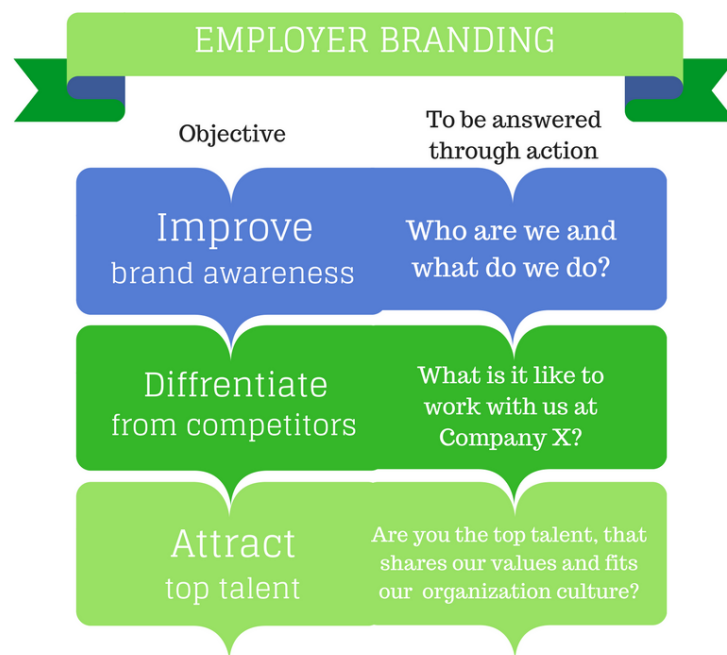 EMPLOYER BRANDING
Objective
To be answered
through action
Improve
brand awareness
Who are we and
what do we do?
Diffrentiate
from competitors
What is it like to
work with us at
Company X?
Attract
top talent
Are you the top talent, that
shares our values and fits
our organization culture?